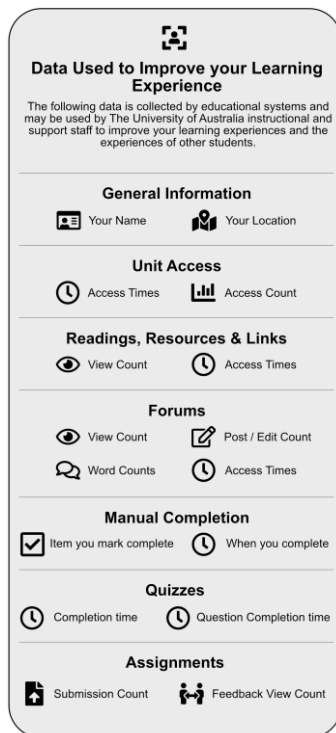 Data Used to Improve your Learning
Experience
The following data is collected by educational systems and
may be used by The University of Australia instructional and
support staff to improve your learning experiences and the
experiences of other students.
General Information
Your Name Your Location
Unit Access
Access Times Access Count
Readings, Resources & Links
View Count Access Times
Forums
View Count Post / Edit Count
Word Counts Access Times
Manual Completion
Item you mark complete When you complete
Quizzes
Completion time Question Completion time
Assignments
Submission Count Feedback View Count